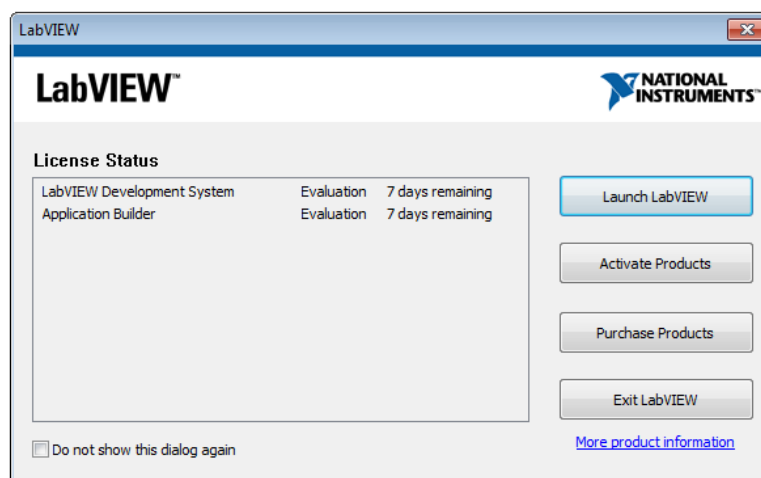 LabVIEW
LabVIEW™
NATIONAL
INSTRUMENTS™
License Status
LabVIEW Development System Evaluation 7 days remaining
Application Builder Evaluation 7 days remaining
Launch LabVIEW
Activate Products
Purchase Products
Exit LabVIEW
Do not show this dialog again
More product information